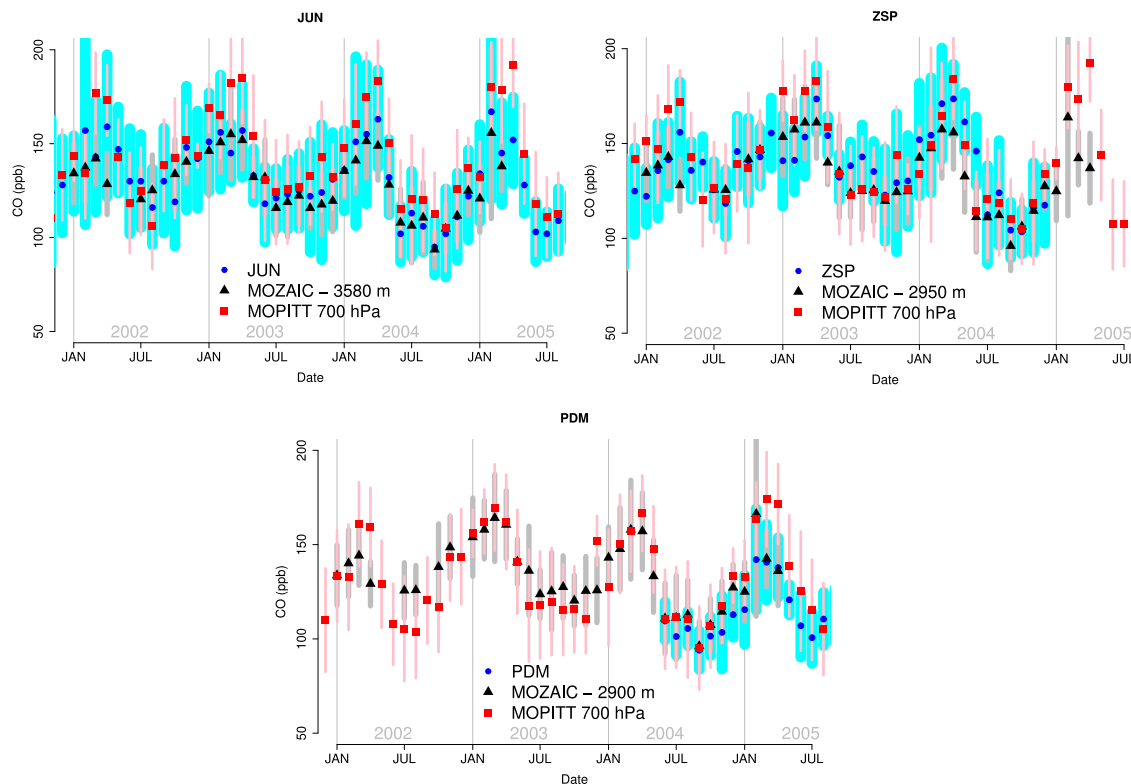 JUN
CO (ppb)
200
150
100
50
JUN
MOZAIC – 3580 m
MOPITT 700 hPa
2002
2003
2004
2005
JAN JUL JAN JUL JAN JUL JAN JUL
Date
ZSP
CO (ppb)
200
150
100
50
ZSP
MOZAIC – 2950 m
MOPITT 700 hPa
2002
2003
2004
2005
JAN JUL JAN JUL JAN JUL JAN JUL
Date
PDM
CO (ppb)
200
150
100
50
PDM
MOZAIC – 2900 m
MOPITT 700 hPa
2002
2003
2004
2005
JAN JUL JAN JUL JAN JUL JAN JUL
Date